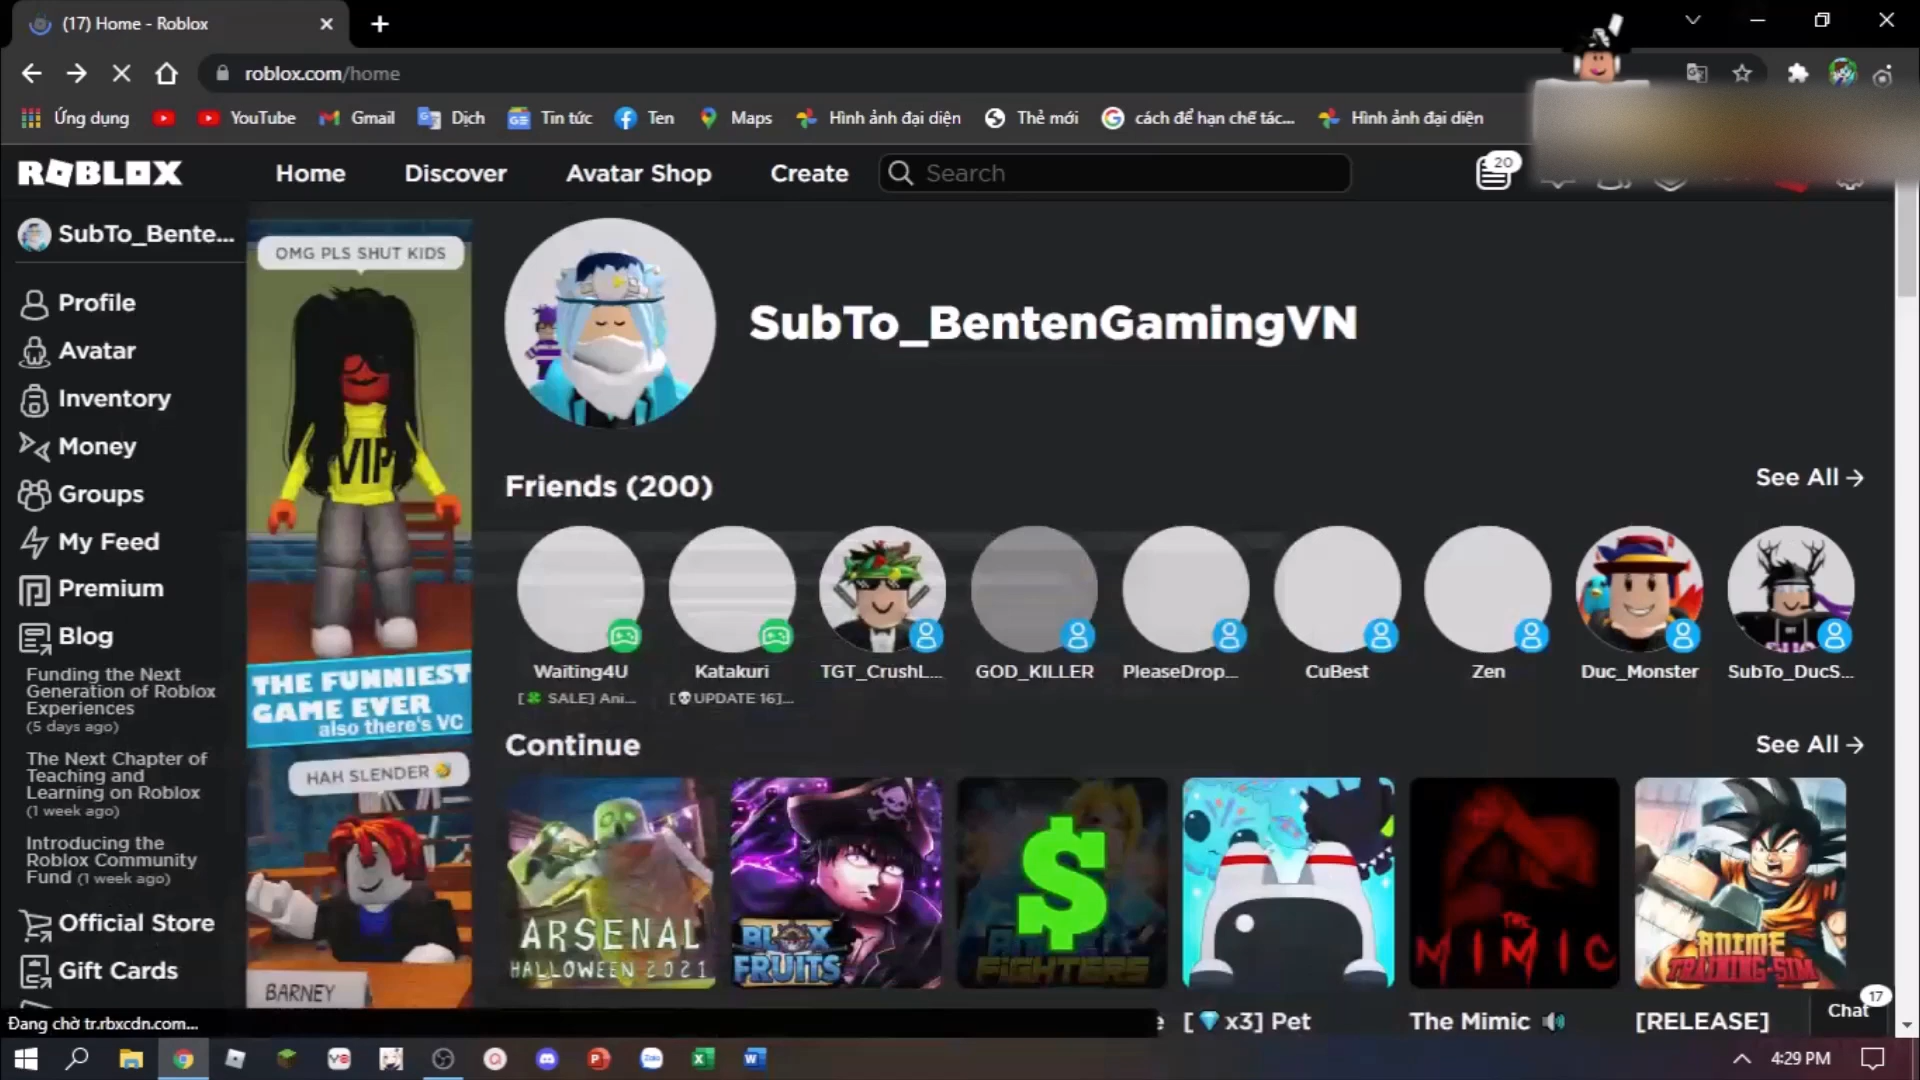 (17) Home - Roblox
roblox.com/home
Ứng dụng
YouTube
Gmail
Dịch
Tin tức
Ten
Maps
Hình ảnh đại diện
Thẻ mới
cách để hạn chế tác...
Hình ảnh đại diện
ROBLOX
Home
Discover
Avatar Shop
Create
Search
20
SubTo_Bente...
Profile
Avatar
Inventory
Money
Groups
My Feed
Premium
Blog
Funding the Next
Generation of Roblox
Experiences
(5 days ago)
The Next Chapter of
Teaching and
Learning on Roblox
(1 week ago)
Introducing the
Roblox Community
Fund (1 week ago)
Official Store
Gift Cards
OMG PLS SHUT KIDS
VIP
THE FUNNIEST
GAME EVER
also there's VC
HAH SLENDER
BARNEY
SubTo_BentenGamingVN
Friends (200)
See All
Waiting4U
[🍀 SALE] Ani...
Katakuri
[💀UPDATE 16]...
TGT_CrushL...
GOD_KILLER
PleaseDrop...
CuBest
Zen
Duc_Monster
SubTo_DucS...
Continue
See All
ARSENAL
HALLOWEEN 2021
BLOX
FRUITS
$
FIGHTERS
THE
MIMIC
ANIME
TRAINING-SIM
e
[💎x3] Pet
The Mimic 🔊
[RELEASE]
Chat
17
Đang chờ tr.rbxcdn.com...
4:29 PM